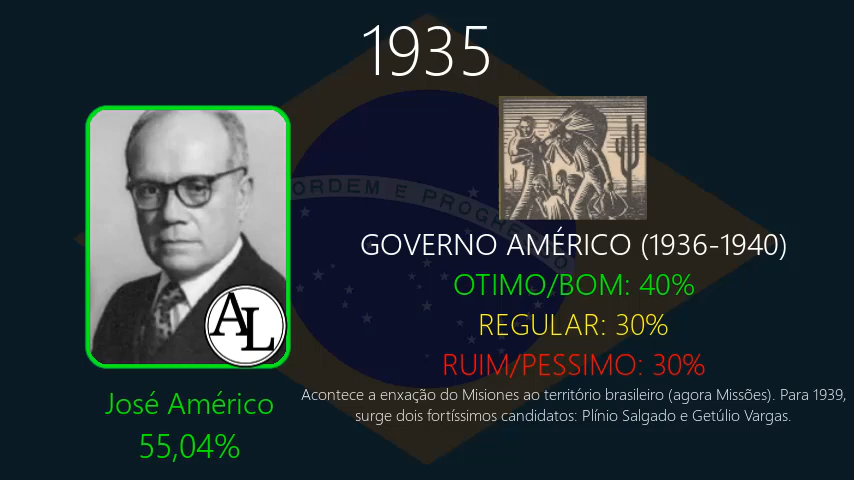 1935
ORDEM E PROGRE
AL
José Américo
55,04%
GOVERNO AMÉRICO (1936-1940)
OTIMO/BOM: 40%
REGULAR: 30%
RUIM/PESSIMO: 30%
Acontece a enxação do Misiones ao território brasileiro (agora Missões). Para 1939,
surge dois fortíssimos candidatos: Plínio Salgado e Getúlio Vargas.